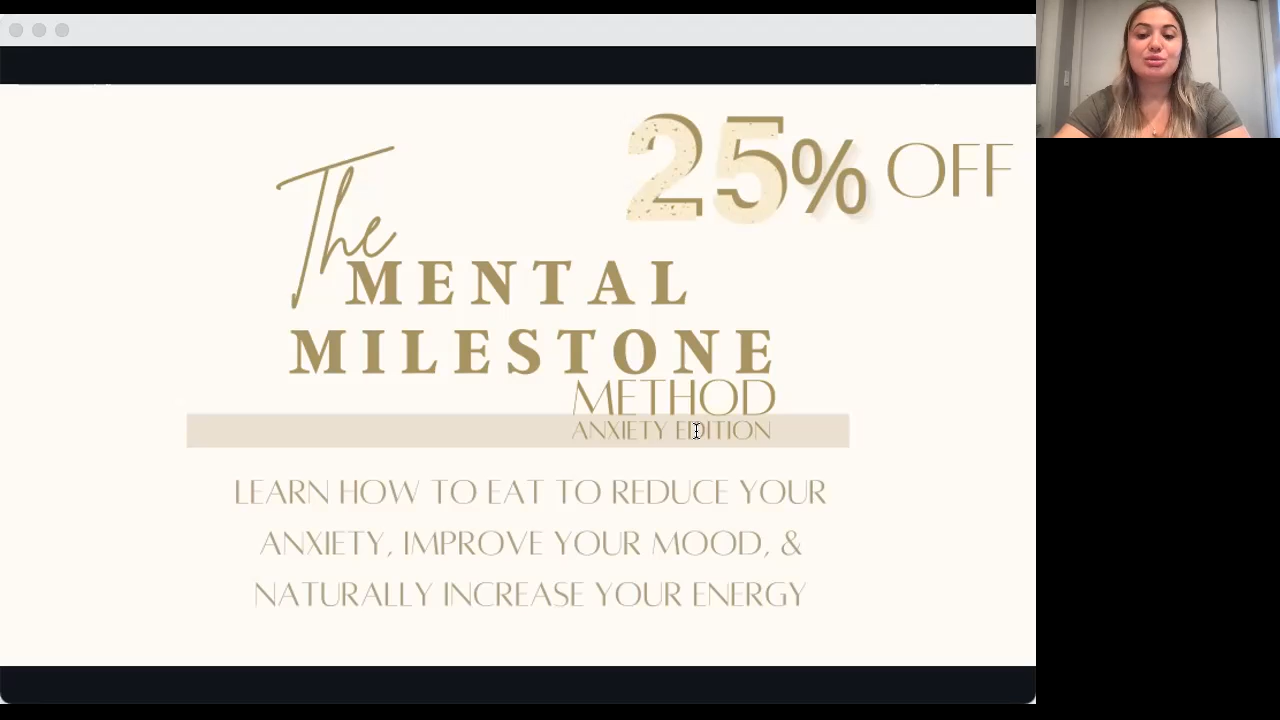 25% OFF
The
MENTAL
MILESTONE
METHOD
ANXIETY EDITION
LEARN HOW TO EAT TO REDUCE YOUR
ANXIETY, IMPROVE YOUR MOOD, &
NATURALLY INCREASE YOUR ENERGY